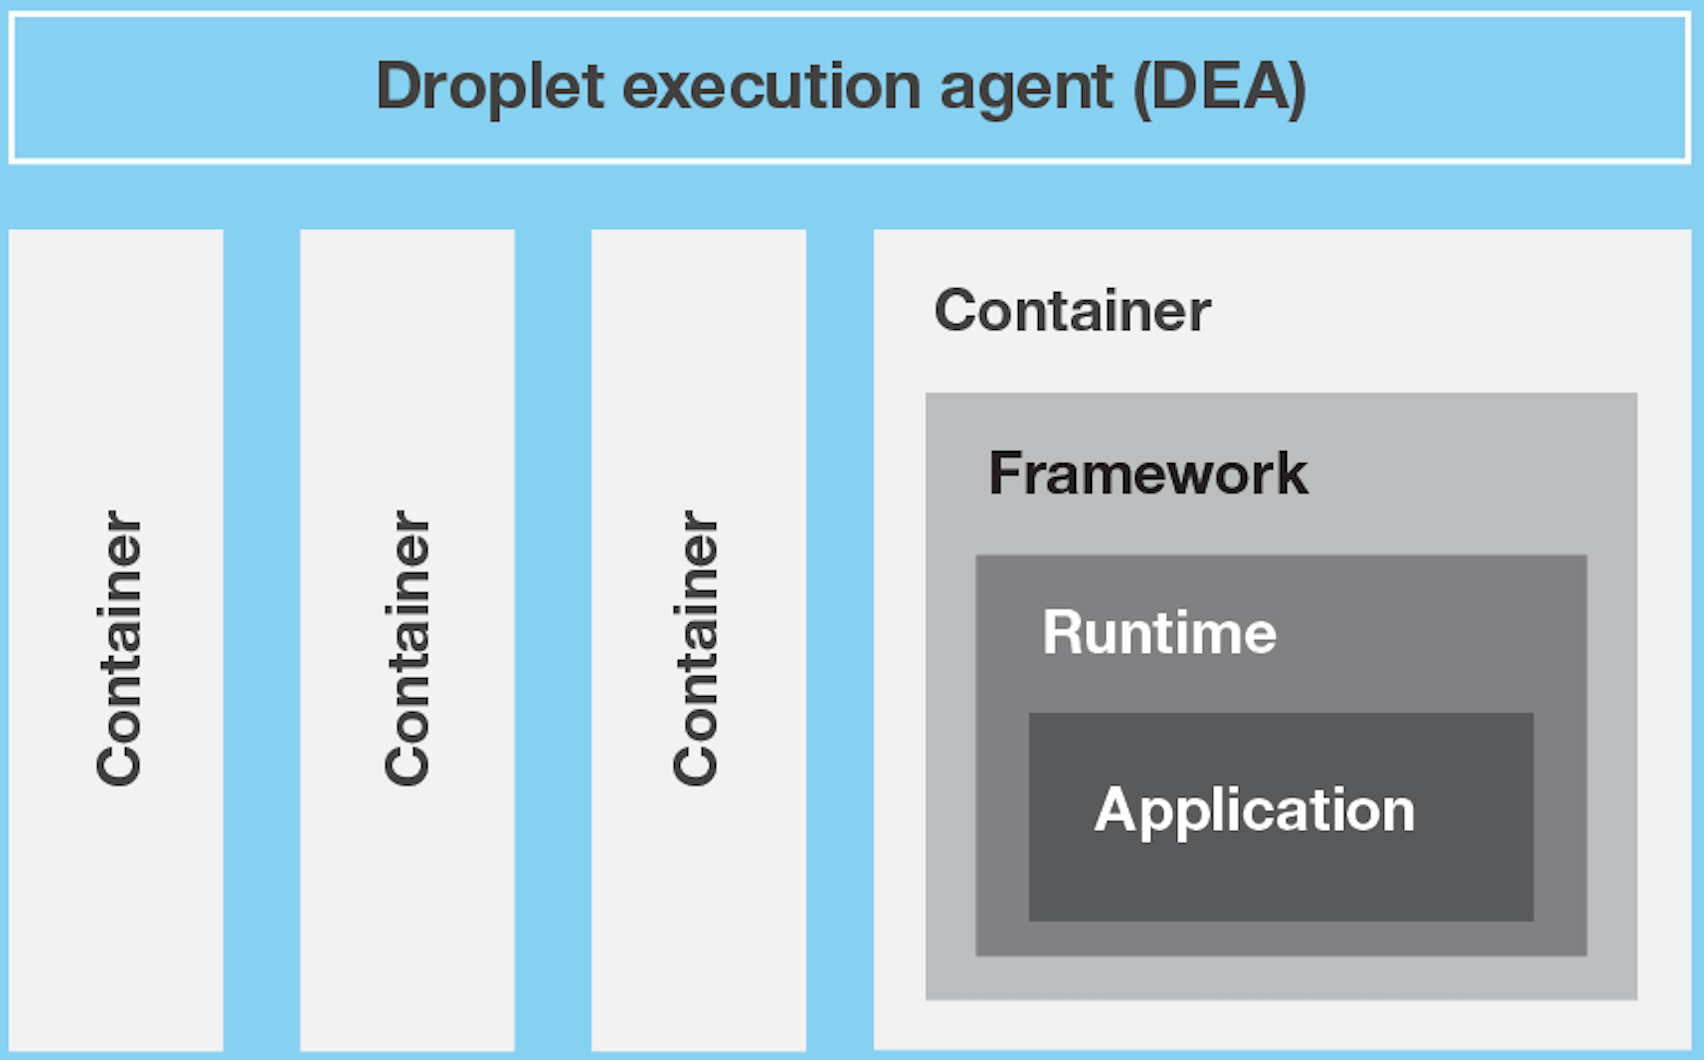 Droplet execution agent (DEA)
Container
Container
Container
Container
Framework
Runtime
Application